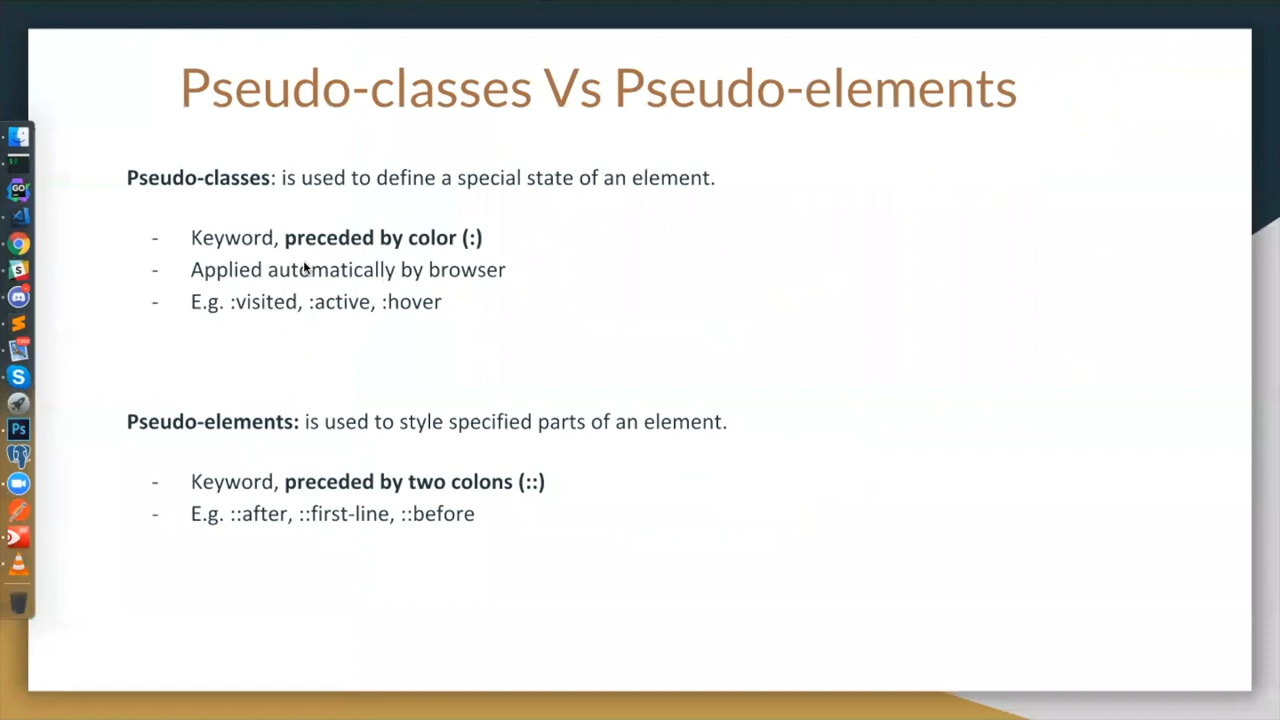 Pseudo-classes Vs Pseudo-elements
Pseudo-classes: is used to define a special state of an element.
- Keyword, preceded by color (:)
- Applied automatically by browser
- E.g. :visited, :active, :hover
Pseudo-elements: is used to style specified parts of an element.
- Keyword, preceded by two colons (::)
- E.g. ::after, ::first-line, ::before
GO
S
Ps